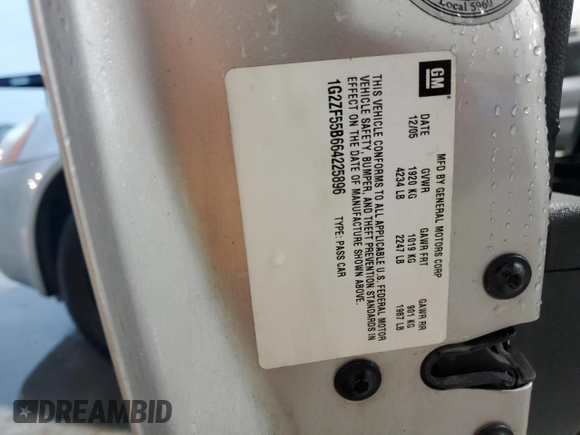 Local 5960
GM
MFD BY GENERAL MOTORS CORP
DATE GVWR GAWR FRT GAWR RR
12/05 1920 KG 1019 KG 901 KG
4234 LB 2247 LB 1987 LB
THIS VEHICLE CONFORMS TO ALL APPLICABLE U.S. FEDERAL MOTOR
VEHICLE SAFETY, BUMPER, AND THEFT PREVENTION STANDARDS IN
EFFECT ON THE DATE OF MANUFACTURE SHOWN ABOVE.
1G2ZF55B664225896 TYPE: PASS CAR
DREAMBID